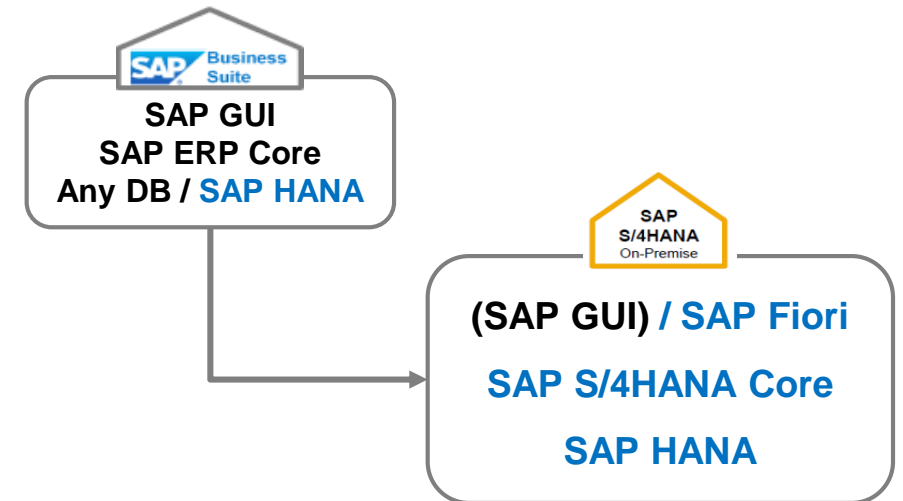 SAP Business
Suite
SAP GUI
SAP ERP Core
Any DB / SAP HANA
SAP
S/4HANA
On-Premise
(SAP GUI) / SAP Fiori
SAP S/4HANA Core
SAP HANA